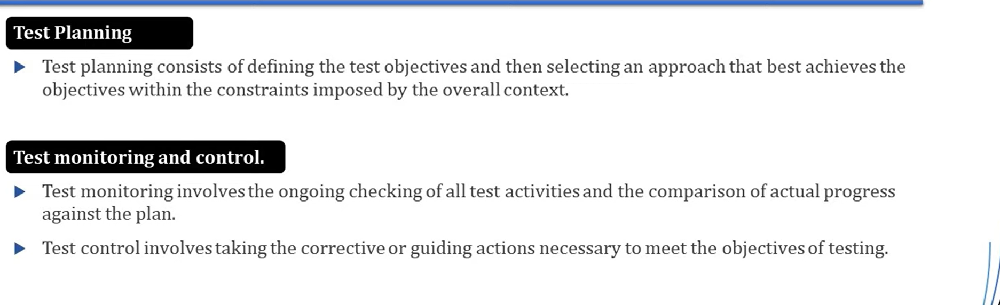 Test Planning
Test planning consists of defining the test objectives and then selecting an approach that best achieves the
objectives within the constraints imposed by the overall context.
Test monitoring and control.
Test monitoring involves the ongoing checking of all test activities and the comparison of actual progress
against the plan.
Test control involves taking the corrective or guiding actions necessary to meet the objectives of testing.